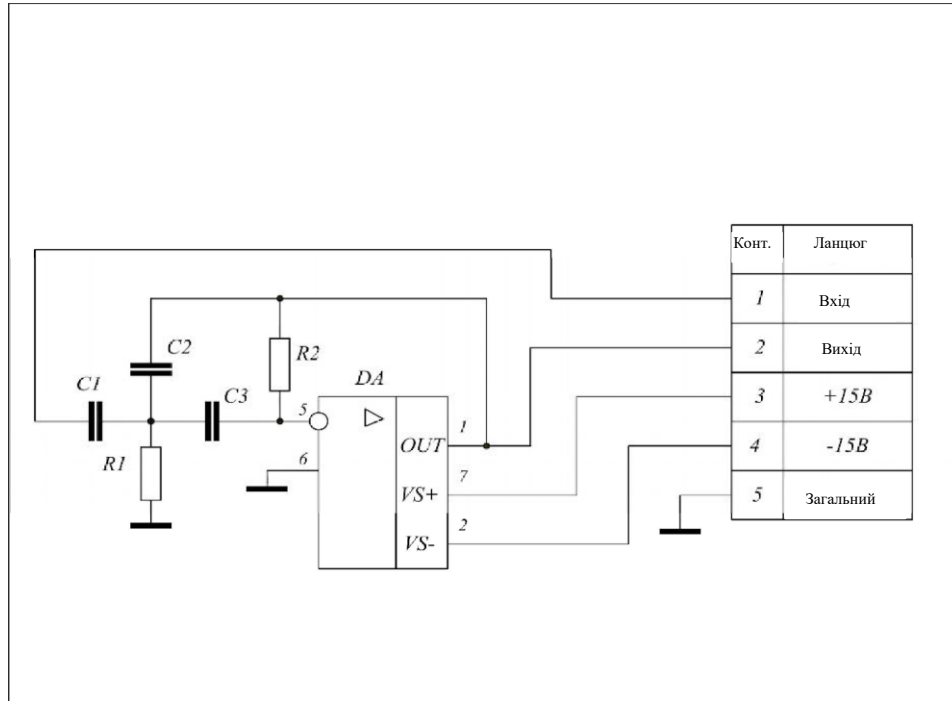 Конт. Ланцюг
1 Вхід
2 Вихід
3 +15В
4 -15В
5 Загальний
C2
R2
C1
C3
R1
DA
5
6
OUT
1
VS+
7
VS-
2